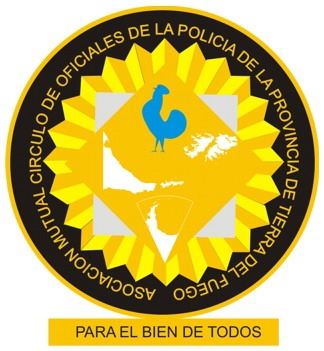 ASOCIACION MUTUAL CIRCULO DE OFICIALES DE LA POLICIA DE LA PROVINCIA DE TIERRA DEL FUEGO
PARA EL BIEN DE TODOS